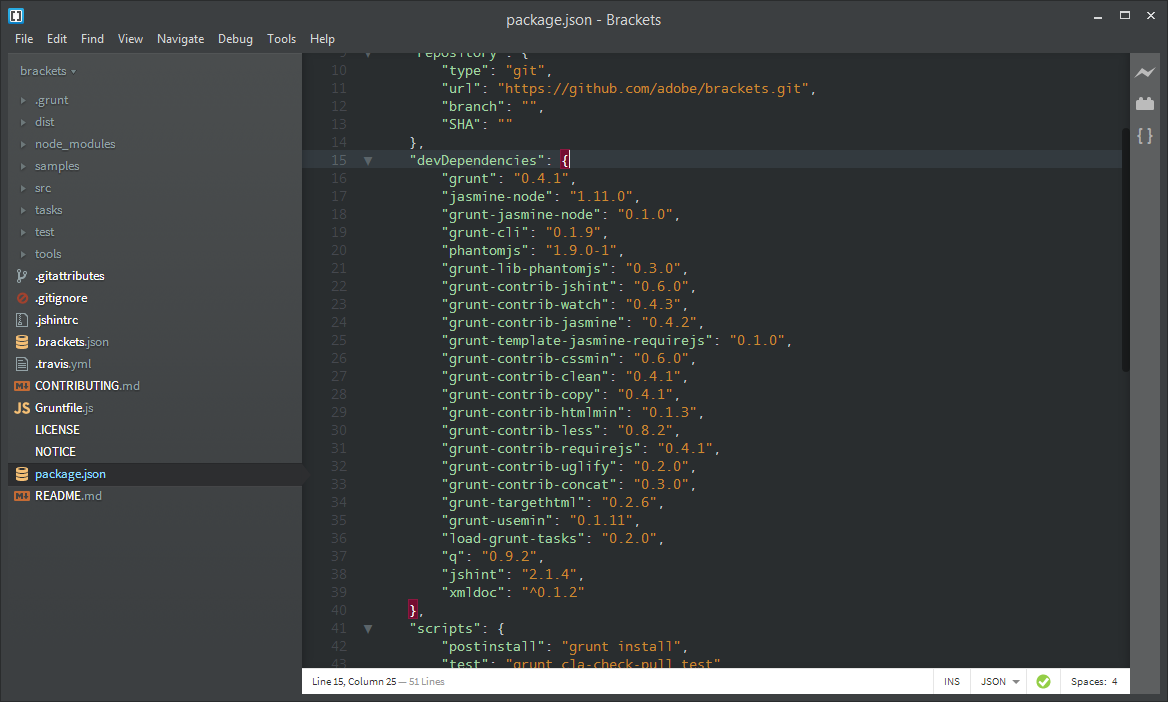 package.json - Brackets
File Edit Find View Navigate Debug Tools Help
brackets
.grunt
dist
node_modules
samples
src
tasks
test
tools
.gitattributes
.gitignore
.jshintrc
.brackets.json
.travis.yml
CONTRIBUTING.md
JS Gruntfile.js
LICENSE
NOTICE
package.json
README.md
9 "repository": {
10 "type": "git",
11 "url": "https://github.com/adobe/brackets.git",
12 "branch": "",
13 "SHA": ""
14 },
15 "devDependencies": {
16 "grunt": "0.4.1",
17 "jasmine-node": "1.11.0",
18 "grunt-jasmine-node": "0.1.0",
19 "grunt-cli": "0.1.9",
20 "phantomjs": "1.9.0-1",
21 "grunt-lib-phantomjs": "0.3.0",
22 "grunt-contrib-jshint": "0.6.0",
23 "grunt-contrib-watch": "0.4.3",
24 "grunt-contrib-jasmine": "0.4.2",
25 "grunt-template-jasmine-requirejs": "0.1.0",
26 "grunt-contrib-cssmin": "0.6.0",
27 "grunt-contrib-clean": "0.4.1",
28 "grunt-contrib-copy": "0.4.1",
29 "grunt-contrib-htmlmin": "0.1.3",
30 "grunt-contrib-less": "0.8.2",
31 "grunt-contrib-requirejs": "0.4.1",
32 "grunt-contrib-uglify": "0.2.0",
33 "grunt-contrib-concat": "0.3.0",
34 "grunt-targethtml": "0.2.6",
35 "grunt-usemin": "0.1.11",
36 "load-grunt-tasks": "0.2.0",
37 "q": "0.9.2",
38 "jshint": "2.1.4",
39 "xmldoc": "^0.1.2"
40 },
41 "scripts": {
42 "postinstall": "grunt install",
43 "test": "grunt cla-check-pull test"
Line 15, Column 25 — 51 Lines
INS JSON Spaces: 4